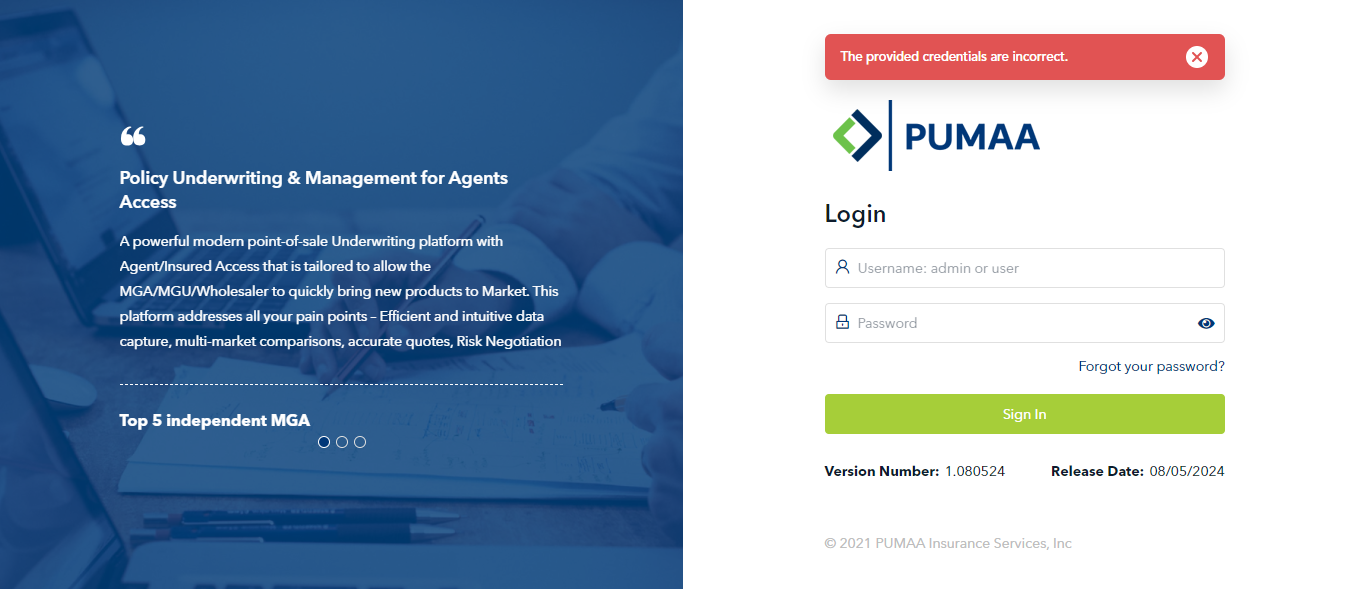 “
Policy Underwriting & Management for Agents
Access
A powerful modern point-of-sale Underwriting platform with
Agent/Insured Access that is tailored to allow the
MGA/MGU/Wholesaler to quickly bring new products to Market. This
platform addresses all your pain points – Efficient and intuitive data
capture, multi-market comparisons, accurate quotes, Risk Negotiation
Top 5 independent MGA
The provided credentials are incorrect.
PUMAA
Login
Username: admin or user
Password
Forgot your password?
Sign In
Version Number: 1.080524 Release Date: 08/05/2024
© 2021 PUMAA Insurance Services, Inc